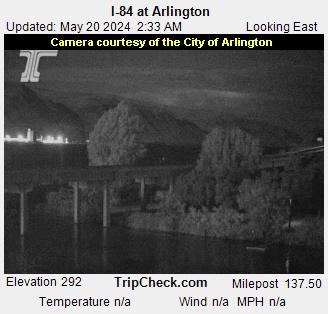 I-84 at Arlington
Updated: May 20 2024 2:33 AM Looking East
Camera courtesy of the City of Arlington
Elevation 292 TripCheck.com Milepost 137.50
Temperature n/a Wind n/a MPH n/a